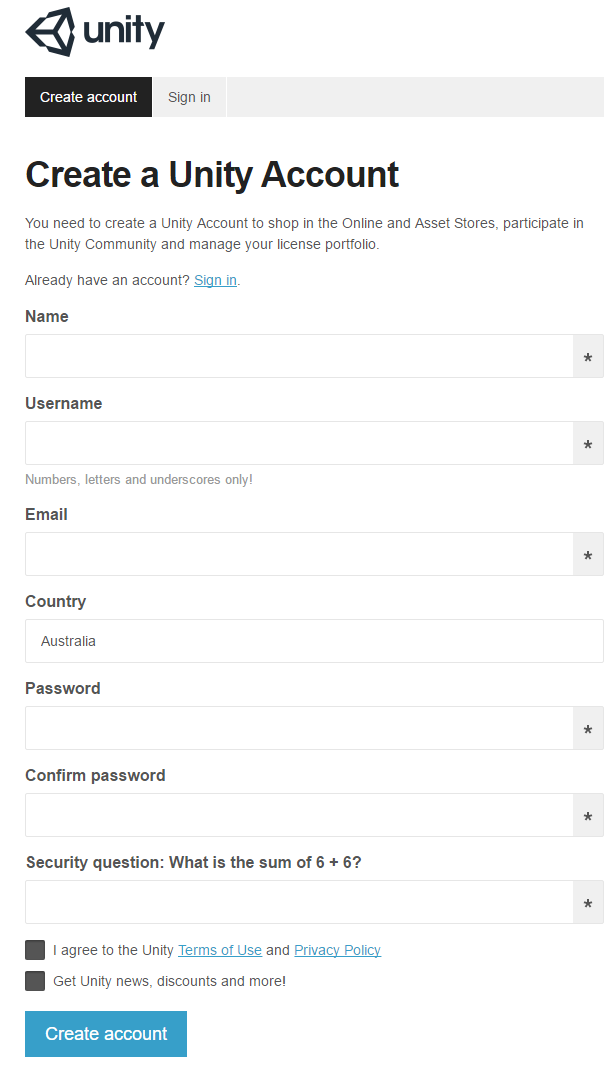 unity
Create account
Sign in
Create a Unity Account
You need to create a Unity Account to shop in the Online and Asset Stores, participate in
the Unity Community and manage your license portfolio.
Already have an account? Sign in.
Name
*
Username
*
Numbers, letters and underscores only!
Email
*
Country
Australia
Password
*
Confirm password
*
Security question: What is the sum of 6 + 6?
*
I agree to the Unity Terms of Use and Privacy Policy
Get Unity news, discounts and more!
Create account